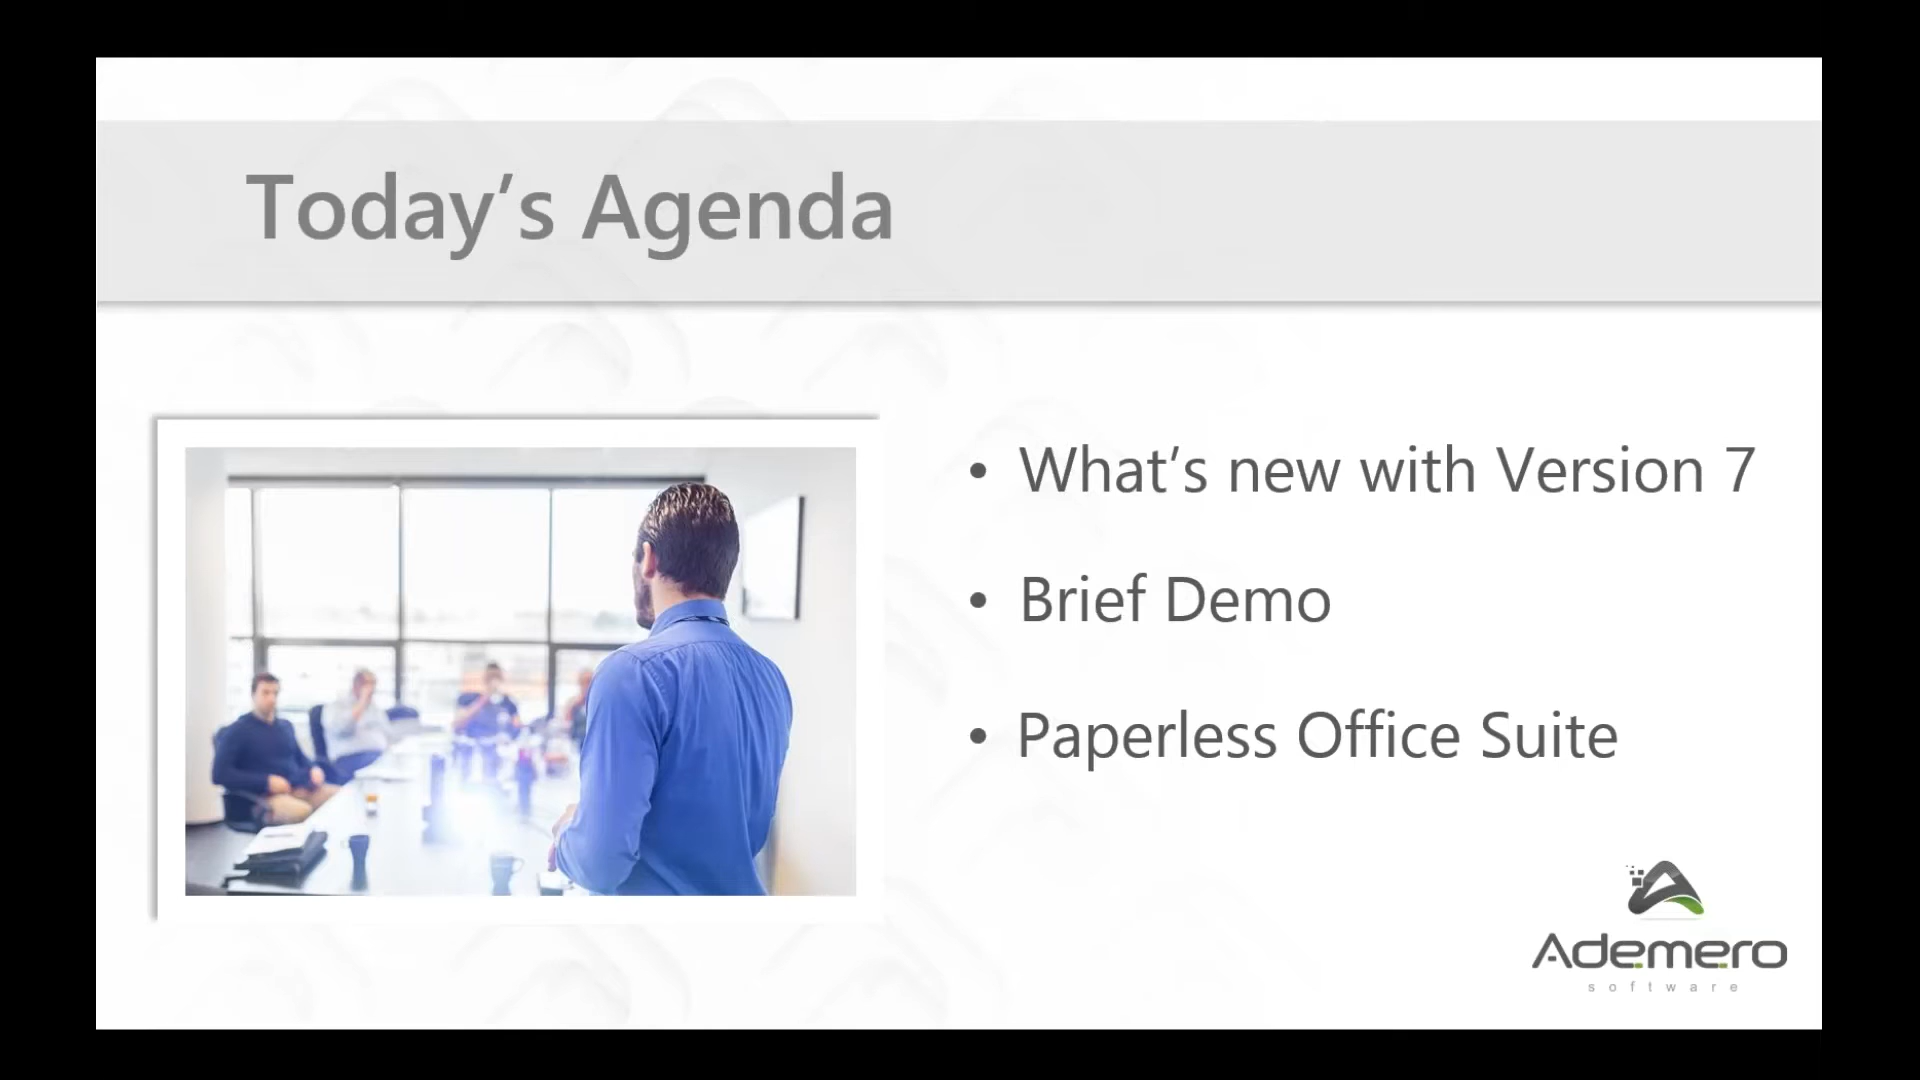 Today’s Agenda
• What’s new with Version 7
• Brief Demo
• Paperless Office Suite
Ademero
software